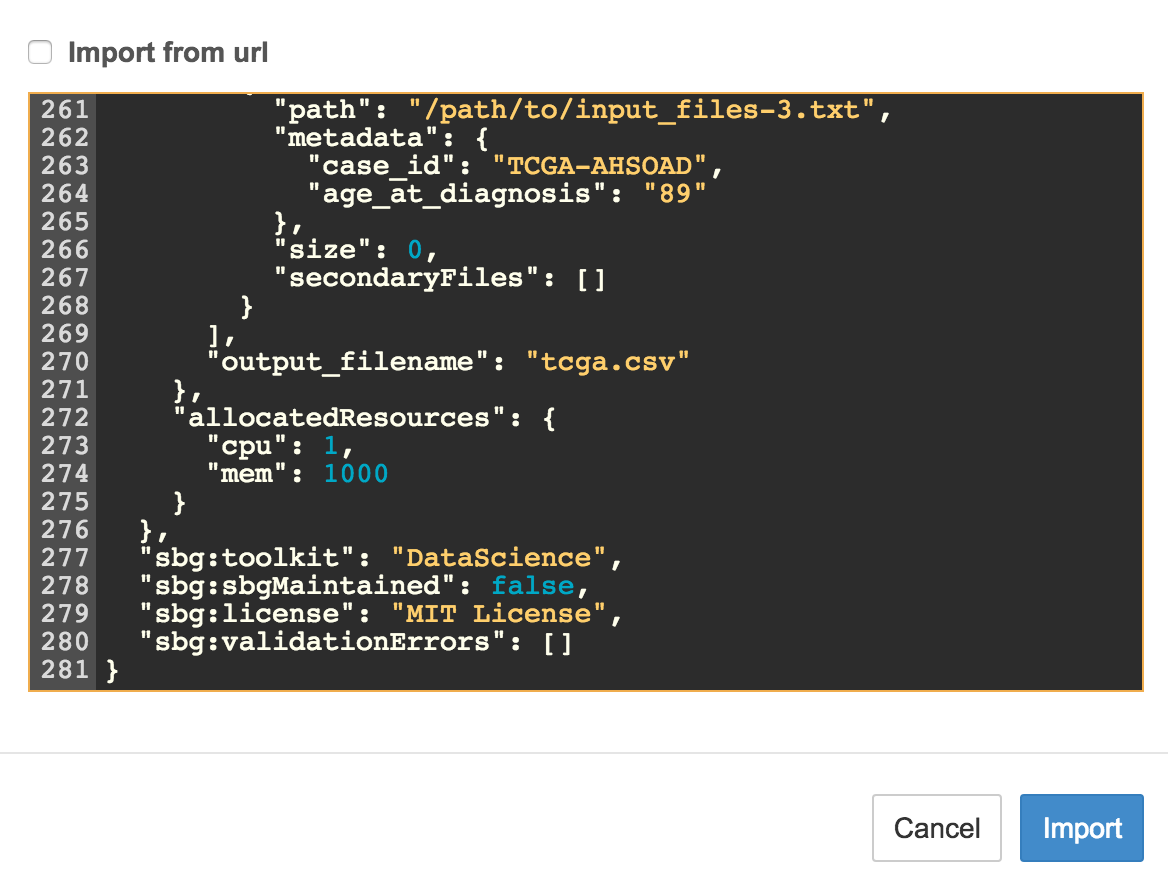 Import from url
261 "path": "/path/to/input_files-3.txt",
262 "metadata": {
263 "case_id": "TCGA-AHSOAD",
264 "age_at_diagnosis": "89"
265 },
266 "size": 0,
267 "secondaryFiles": []
268 }
269 ],
270 "output_filename": "tcga.csv"
271 },
272 "allocatedResources": {
273 "cpu": 1,
274 "mem": 1000
275 }
276 },
277 "sbg:toolkit": "DataScience",
278 "sbg:sbgMaintained": false,
279 "sbg:license": "MIT License",
280 "sbg:validationErrors": []
281 }
Cancel
Import